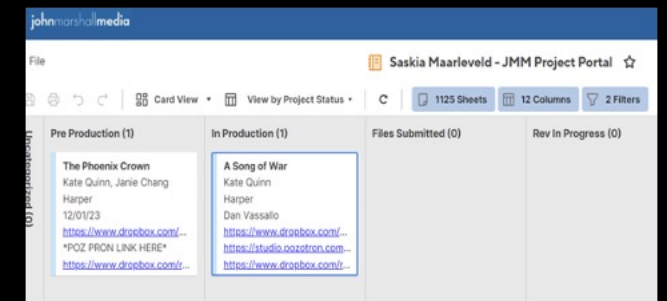 johnmarshallmedia
File
Saskia Maarleveld - JMM Project Portal
Card View
View by Project Status
1125 Sheets
12 Columns
2 Filters
Uncategorized (0)
Pre Production (1)
The Phoenix Crown
Kate Quinn, Janie Chang
Harper
12/01/23
https://www.dropbox.com/...
*POZ PRON LINK HERE*
https://www.dropbox.com/r...
In Production (1)
A Song of War
Kate Quinn
Harper
Dan Vassallo
https://www.dropbox.com/...
https://studio.pozotron.com...
https://www.dropbox.com/r...
Files Submitted (0)
Rev In Progress (0)